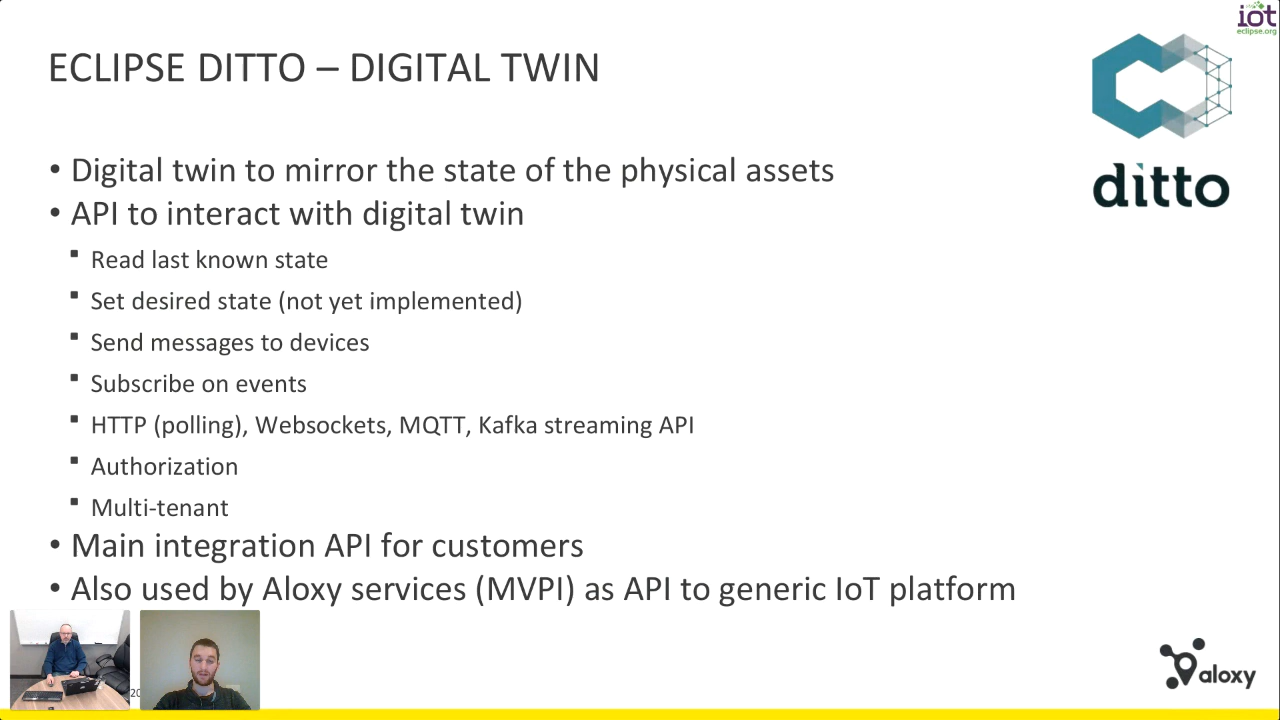 iot
eclipse.org
ECLIPSE DITTO – DIGITAL TWIN
ditto
• Digital twin to mirror the state of the physical assets
• API to interact with digital twin
▪ Read last known state
▪ Set desired state (not yet implemented)
▪ Send messages to devices
▪ Subscribe on events
▪ HTTP (polling), Websockets, MQTT, Kafka streaming API
▪ Authorization
▪ Multi-tenant
• Main integration API for customers
• Also used by Aloxy services (MVPI) as API to generic IoT platform
aloxy